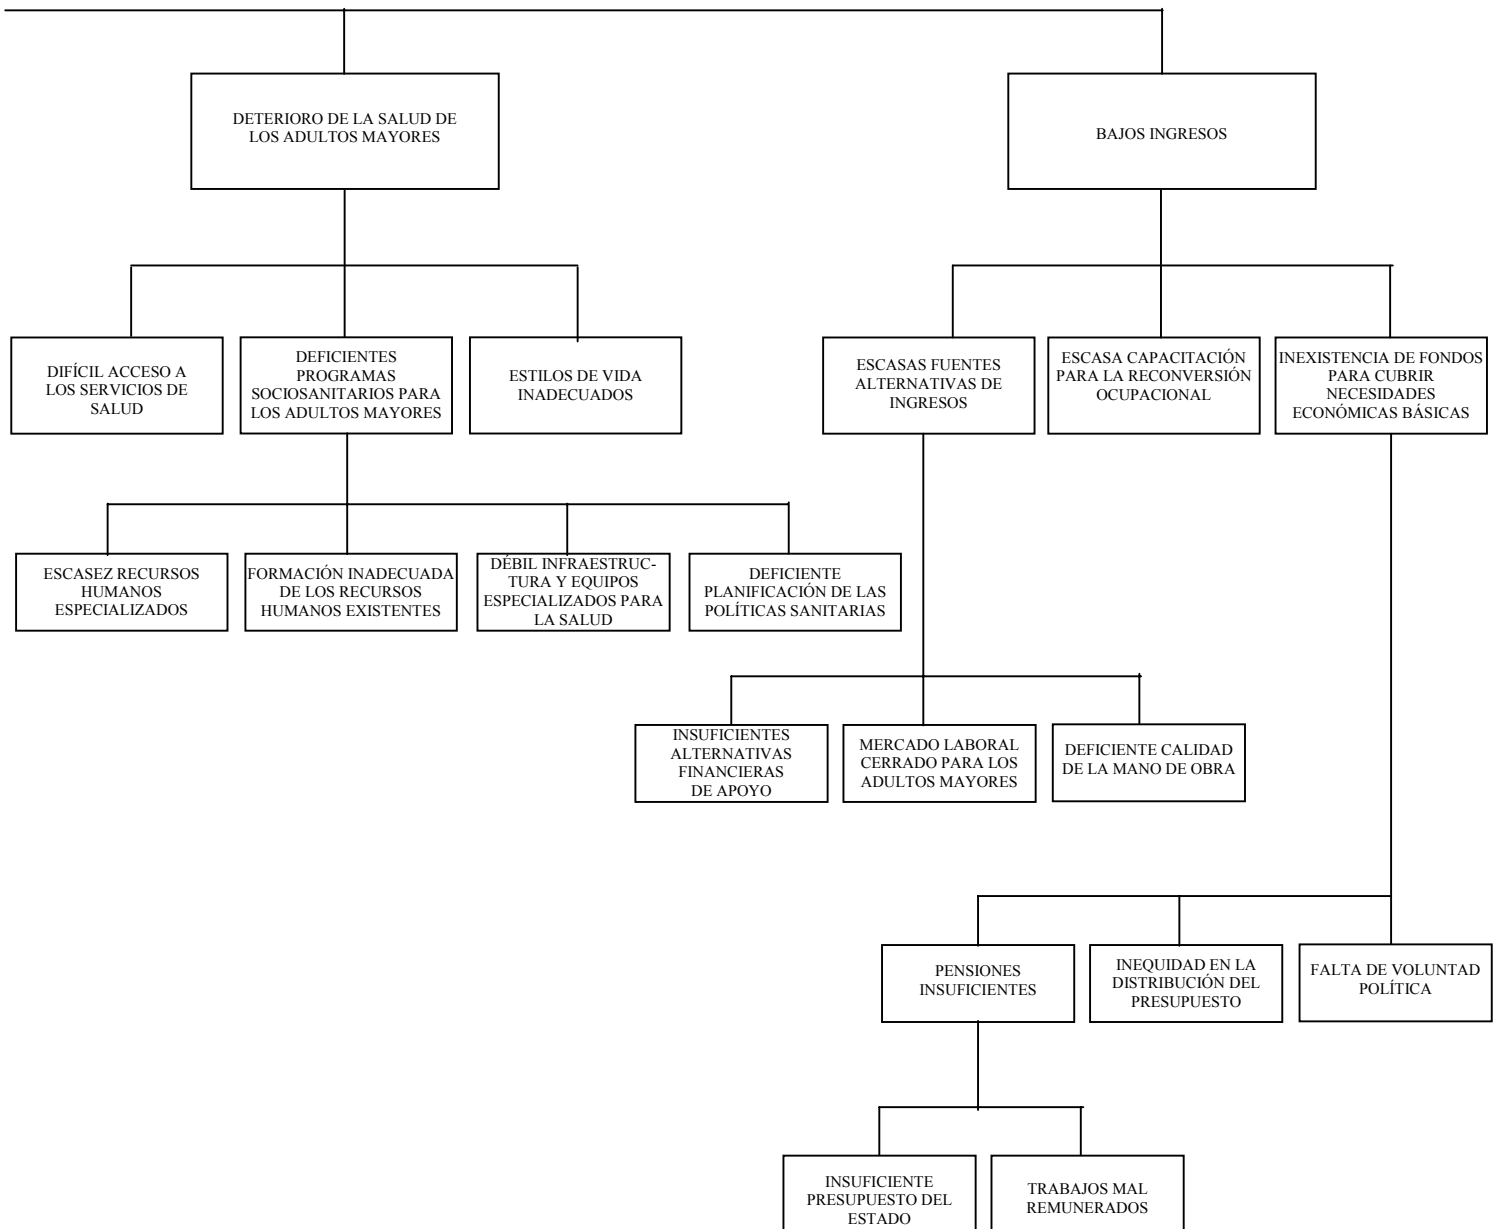 DETERIORO DE LA SALUD DE
LOS ADULTOS MAYORES
BAJOS INGRESOS
DIFÍCIL ACCESO A
LOS SERVICIOS DE
SALUD
DEFICIENTES
PROGRAMAS
SOCIOSANITARIOS PARA
LOS ADULTOS MAYORES
ESTILOS DE VIDA
INADECUADOS
ESCASAS FUENTES
ALTERNATIVAS DE
INGRESOS
ESCASA CAPACITACIÓN
PARA LA RECONVERSIÓN
OCUPACIONAL
INEXISTENCIA DE FONDOS
PARA CUBRIR
NECESIDADES
ECONÓMICAS BÁSICAS
ESCASEZ RECURSOS
HUMANOS
ESPECIALIZADOS
FORMACIÓN INADECUADA
DE LOS RECURSOS
HUMANOS EXISTENTES
DÉBIL INFRAESTRUC-
TURA Y EQUIPOS
ESPECIALIZADOS PARA
LA SALUD
DEFICIENTE
PLANIFICACIÓN DE LAS
POLÍTICAS SANITARIAS
INSUFICIENTES
ALTERNATIVAS
FINANCIERAS
DE APOYO
MERCADO LABORAL
CERRADO PARA LOS
ADULTOS MAYORES
DEFICIENTE CALIDAD
DE LA MANO DE OBRA
PENSIONES
INSUFICIENTES
INEQUIDAD EN LA
DISTRIBUCIÓN DEL
PRESUPUESTO
FALTA DE VOLUNTAD
POLÍTICA
INSUFICIENTE
PRESUPUESTO DEL
ESTADO
TRABAJOS MAL
REMUNERADOS